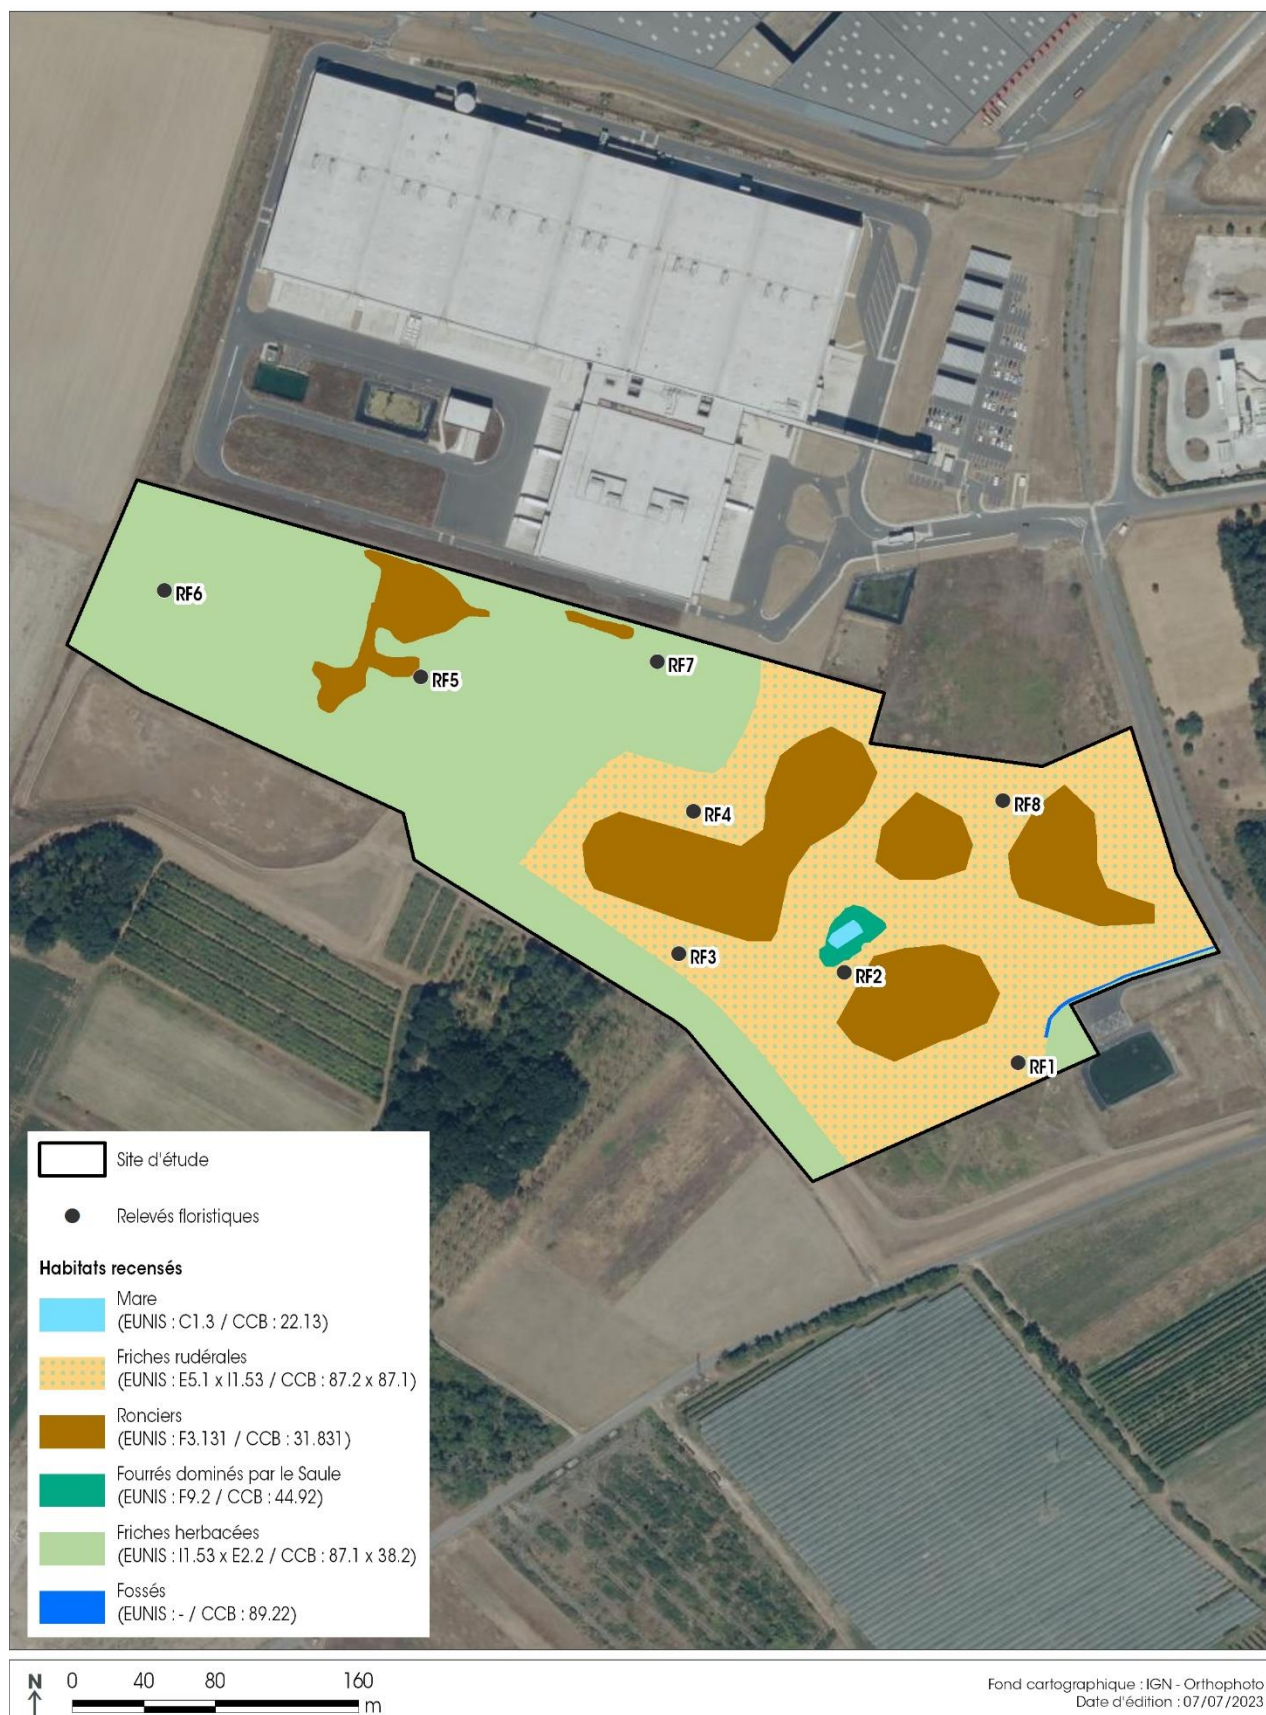 RF6
RF5
RF7
RF4
RF8
RF3
RF2
RF1
Site d'étude
Relevés floristiques
Habitats recensés
Mare
(EUNIS : C1.3 / CCB : 22.13)
Friches rudérales
(EUNIS : E5.1 x I1.53 / CCB : 87.2 x 87.1)
Ronciers
(EUNIS : F3.131 / CCB : 31.831)
Fourrés dominés par le Saule
(EUNIS : F9.2 / CCB : 44.92)
Friches herbacées
(EUNIS : I1.53 x E2.2 / CCB : 87.1 x 38.2)
Fossés
(EUNIS : - / CCB : 89.22)
N 0 40 80 160
m
Fond cartographique : IGN - Orthophoto
Date d'édition : 07/07/2023